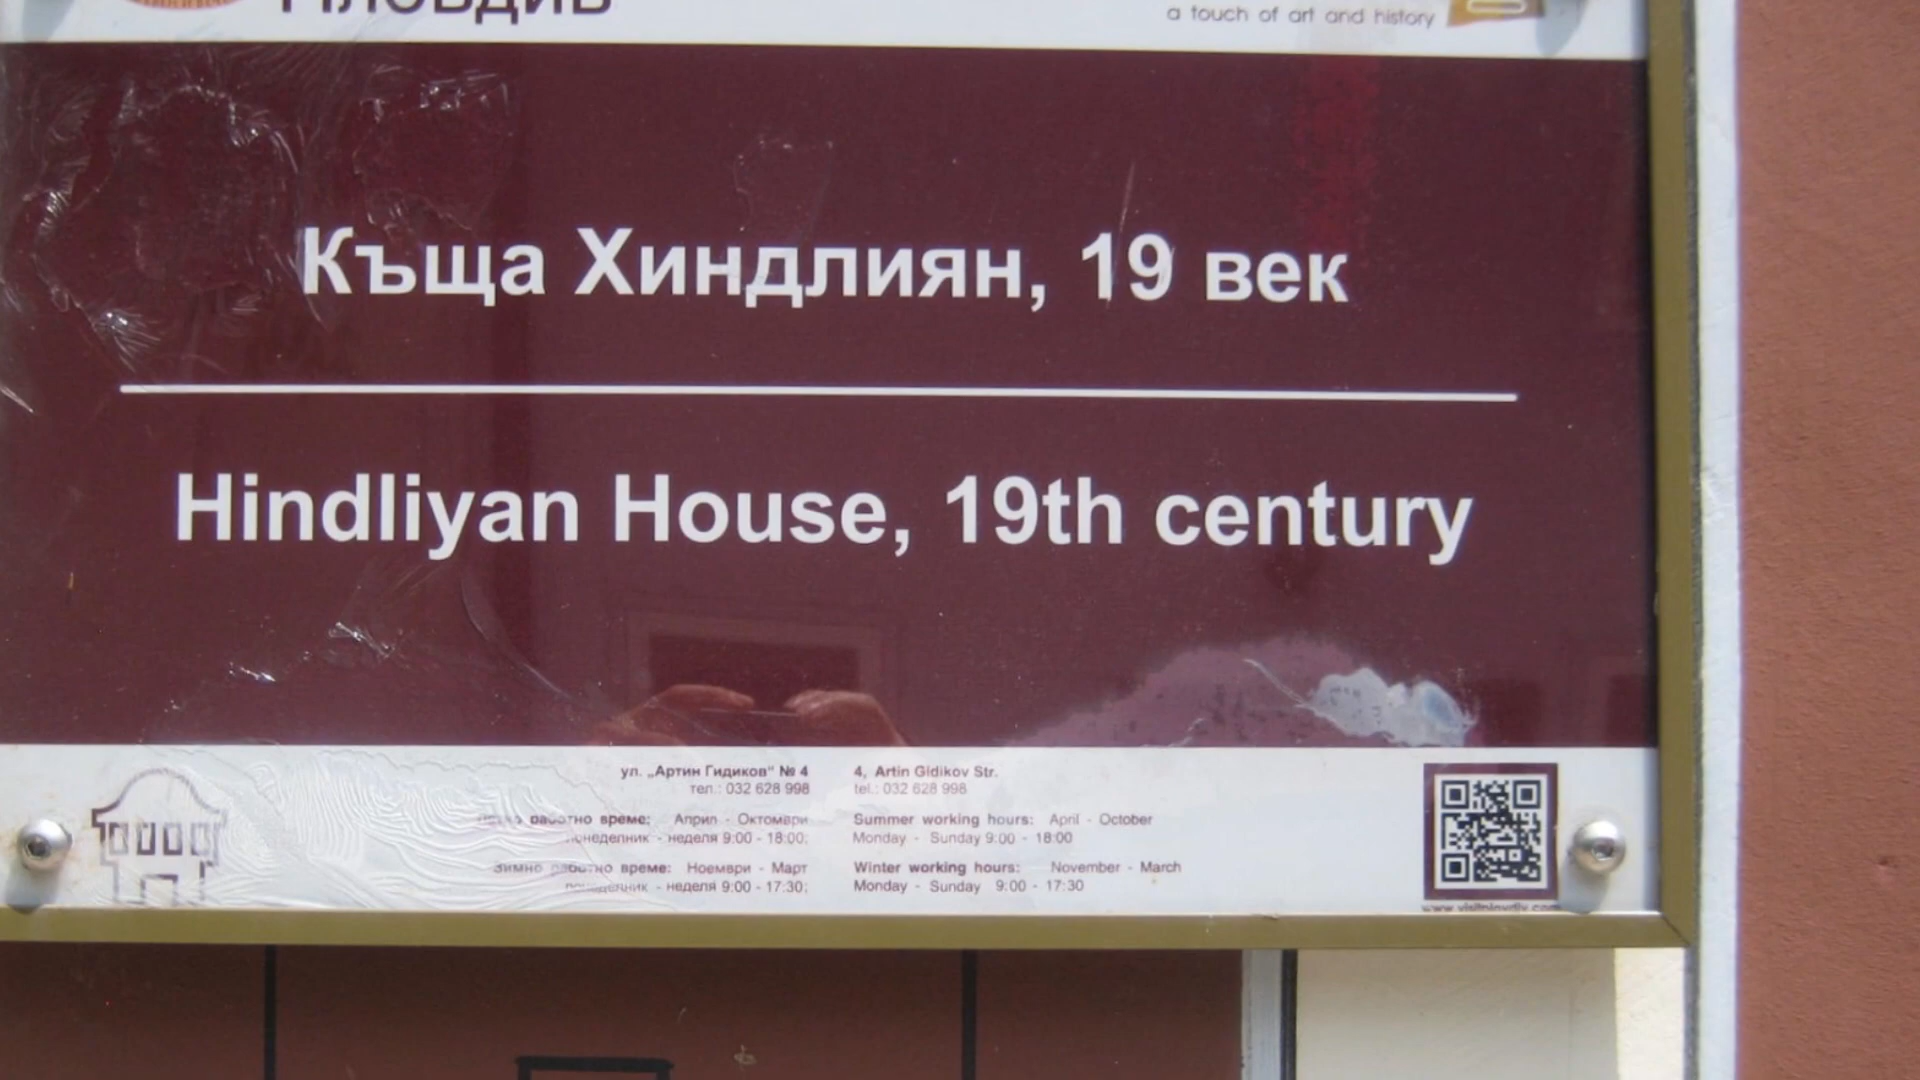 ПЛОВДИВ
a touch of art and history
Къща Хиндлиян, 19 век
Hindliyan House, 19th century
ул. „Артин Гидиков“ № 4
тел.: 032 628 998
работно време: Април - Октомври
понеделник - неделя 9:00 - 18:00;
Зимно работно време: Ноември - Март
понеделник - неделя 9:00 - 17:30;
4, Artin Gidikov Str.
tel.: 032 628 998
Summer working hours: April - October
Monday - Sunday 9:00 - 18:00
Winter working hours: November - March
Monday - Sunday 9:00 - 17:30
www.visitplovdiv.com